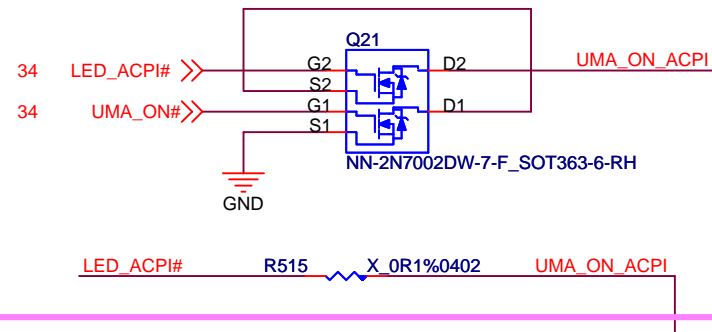 Q21
34 LED_ACPI# G2 D2 UMA_ON_ACPI
S2
34 UMA_ON# G1 D1
S1
NN-2N7002DW-7-F_SOT363-6-RH
GND
LED_ACPI# R515 X_0R1%0402 UMA_ON_ACPI